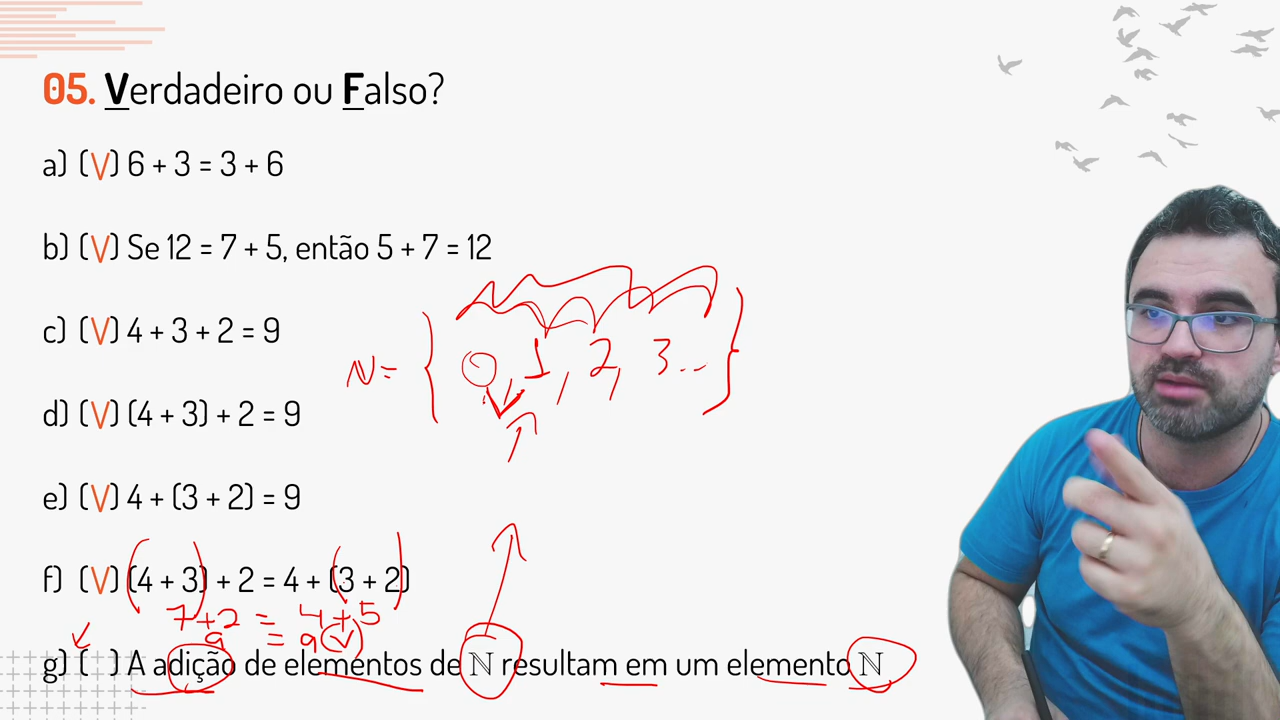 05. Verdadeiro ou Falso?
a) (V) 6 + 3 = 3 + 6
b) (V) Se 12 = 7 + 5, então 5 + 7 = 12
c) (V) 4 + 3 + 2 = 9
N = { 0, 1, 2, 3... }
d) (V) (4 + 3) + 2 = 9
e) (V) 4 + (3 + 2) = 9
f) (V) (4 + 3) + 2 = 4 + (3 + 2)
7+2 = 4+5
9 = 9 (V)
g) ( ) A adição de elementos de ℕ resultam em um elemento ℕ